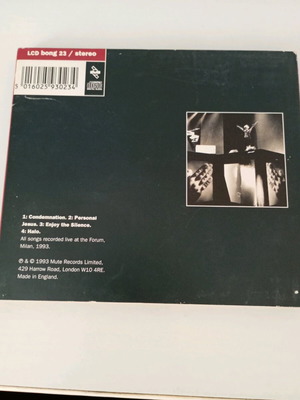 LCD bong 23 / stereo
5 016025 930234
1: Condemnation. 2: Personal
Jesus. 3: Enjoy the Silence.
4: Halo.
All songs recorded live at the Forum,
Milan, 1993.
℗ & © 1993 Mute Records Limited,
429 Harrow Road, London W10 4RE.
Made in England.